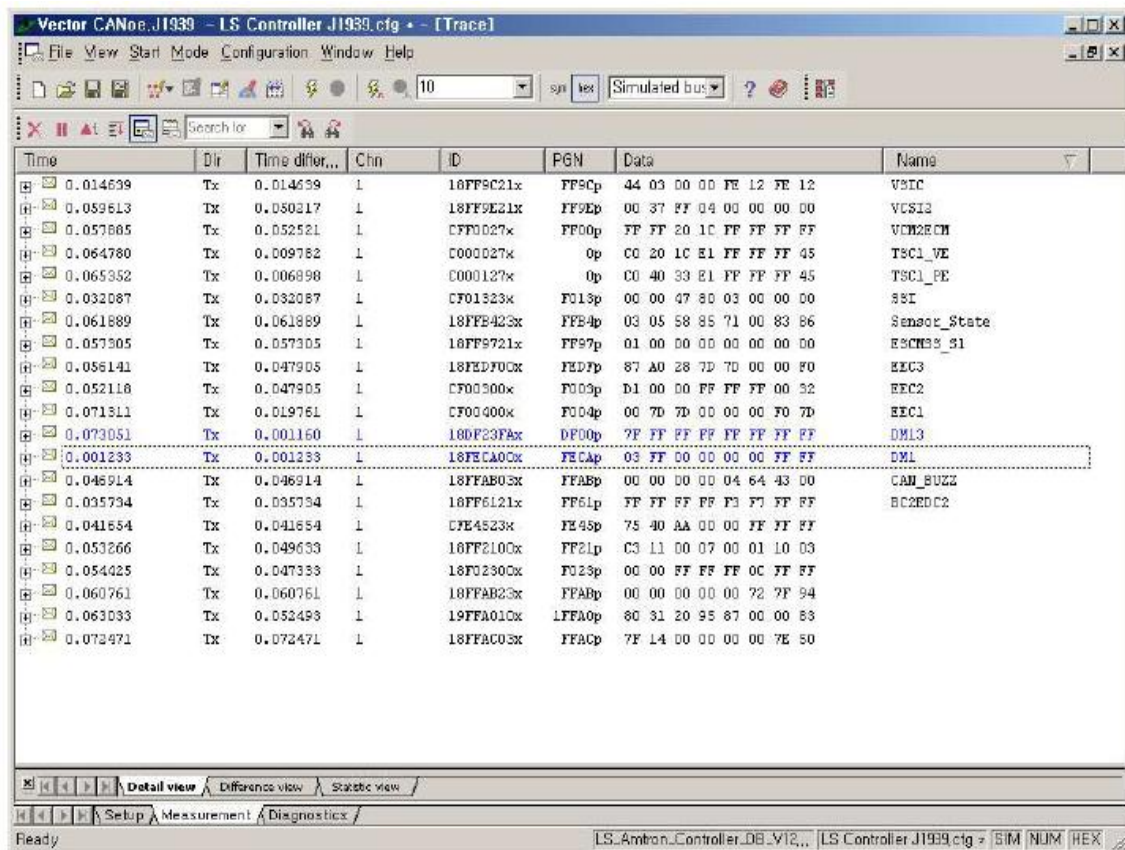 Vector CANoe.J1939 - LS Controller J1939.cfg * - [Trace]
File View Start Mode Configuration Window Help
10 sym hex Simulated bus
Search for
Time Dir Time differ... Chn ID PGN Data Name
0.014639 Tx 0.014639 1 18FF9C21x FF9Cp 44 03 00 00 FE 12 FE 12 VSIC
0.059613 Tx 0.050217 1 18FF9E21x FF9Ep 00 37 FF 04 00 00 00 00 VCSI2
0.057885 Tx 0.052521 1 CFF0027x FF00p FF FF 20 1C FF FF FF FF VCM2ECM
0.064780 Tx 0.009782 1 C000027x 0p C0 20 1C E1 FF FF FF 45 TSC1_VE
0.065352 Tx 0.006898 1 C000127x 0p C0 40 33 E1 FF FF FF 45 TSC1_PE
0.032087 Tx 0.032087 1 CF01323x F013p 00 00 47 80 03 00 00 00 SSI
0.061889 Tx 0.061889 1 18FFB423x FFB4p 03 05 58 85 71 00 83 86 Sensor_State
0.057305 Tx 0.057305 1 18FF9721x FF97p 01 00 00 00 00 00 00 00 ESCMSS_S1
0.056141 Tx 0.047905 1 18FEDF00x FEDFp 87 A0 28 7D 7D 00 00 F0 EEC3
0.052118 Tx 0.047905 1 CF00300x F003p D1 00 00 FF FF FF 00 32 EEC2
0.071311 Tx 0.019761 1 CF00400x F004p 00 7D 7D 00 00 00 F0 7D EEC1
0.073051 Tx 0.001160 1 18DF23FAx DF00p 7F FF FF FF FF FF FF FF DM13
0.001233 Tx 0.001233 1 18FECA00x FECAp 03 FF 00 00 00 00 FF FF DM1
0.046914 Tx 0.046914 1 18FFAB03x FFABp 00 00 00 00 04 64 43 00 CAN_BUZZ
0.035734 Tx 0.035734 1 18FF6121x FF61p FF FF FF FF F3 F7 FF FF BC2EDC2
0.041654 Tx 0.041654 1 CFE4523x FE45p 75 40 AA 00 00 FF FF FF
0.053266 Tx 0.049633 1 18FF2100x FF21p C3 11 00 07 00 01 10 03
0.054425 Tx 0.047333 1 18F02300x F023p 00 00 FF FF FF 0C FF FF
0.060761 Tx 0.060761 1 18FFAB23x FFABp 00 00 00 00 00 72 7F 94
0.063033 Tx 0.052493 1 19FFA010x 1FFA0p 80 31 20 95 87 00 00 83
0.072471 Tx 0.072471 1 18FFAC03x FFACp 7F 14 00 00 00 00 7E 50
Detail view Difference view Statistic view
Setup Measurement Diagnostics
Ready LS_Amtron_Controller_DB_V12... LS Controller J1939.cfg * SIM NUM HEX